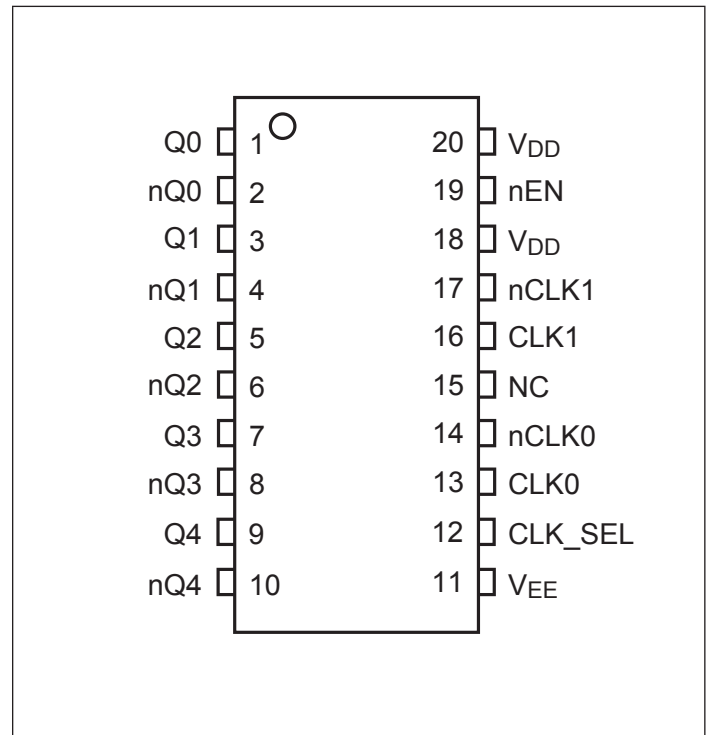 Q0 1 20 VDD
nQ0 2 19 nEN
Q1 3 18 VDD
nQ1 4 17 nCLK1
Q2 5 16 CLK1
nQ2 6 15 NC
Q3 7 14 nCLK0
nQ3 8 13 CLK0
Q4 9 12 CLK_SEL
nQ4 10 11 VEE